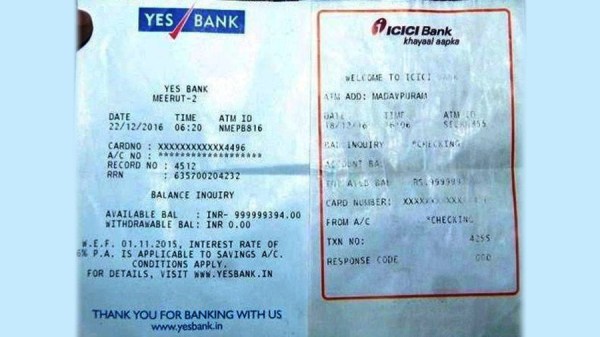 YES BANK
YES BANK
MEERUT-2
DATE TIME ATM ID
22/12/2016 06:20 NMEPB816
CARDNO : XXXXXXXXXXXX4496
A/C NO : ******************
RECORD NO : 4512
RRN : 635700204232
BALANCE INQUIRY
AVAILABLE BAL : INR- 999999394.00
WITHDRAWABLE BAL: INR 0.00
W.E.F. 01.11.2015, INTEREST RATE OF
6% P.A. IS APPLICABLE TO SAVINGS A/C.
CONDITIONS APPLY.
FOR DETAILS, VISIT WWW.YESBANK.IN
THANK YOU FOR BANKING WITH US
www.yesbank.in
ICICI Bank
khayaal aapka
WELCOME TO ICICI BANK
ATM ADD: MADAVPURAM
DATE TIME ATM ID
BAL INQUIRY *CHECKING
ACCOUNT BAL
CARD NUMBER:
FROM A/C *CHECKING
TXN NO: 4255
RESPONSE CODE 000